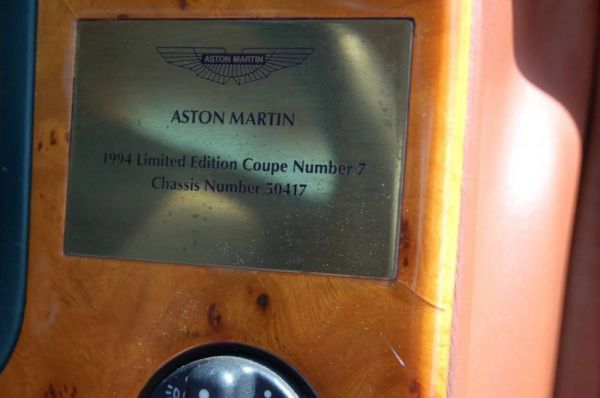 ASTON MARTIN
ASTON MARTIN
1994 Limited Edition Coupe Number 7
Chassis Number 50417